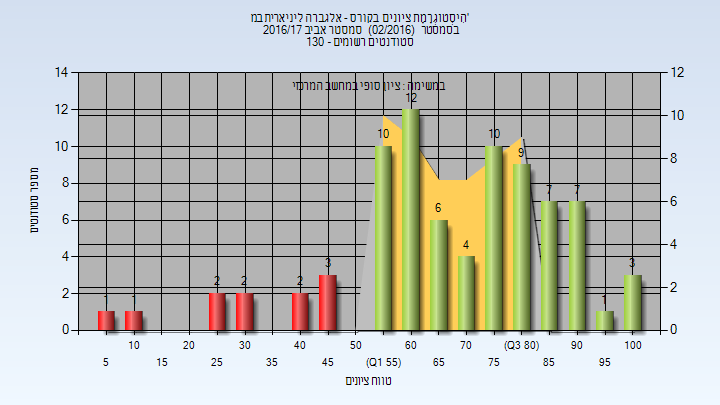 היסטוגרמת ציונים בקורס - אלגברה ליניארית במ'
בסמסטר (02/2016) סמסטר אביב 2016/17
סטודנטים רשומים - 130
במשימה : ציון סופי במחשב המרכזי
מספר סטודנטים
14 12 10 8 6 4 2 0
12 10 8 6 4 2 0
1 1 2 2 2 3 10 12 6 4 10 9 7 7 1 3
10 20 30 40 50 60 70 (Q3 80) 90 100
5 15 25 35 45 (Q1 55) 65 75 85 95
טווח ציונים